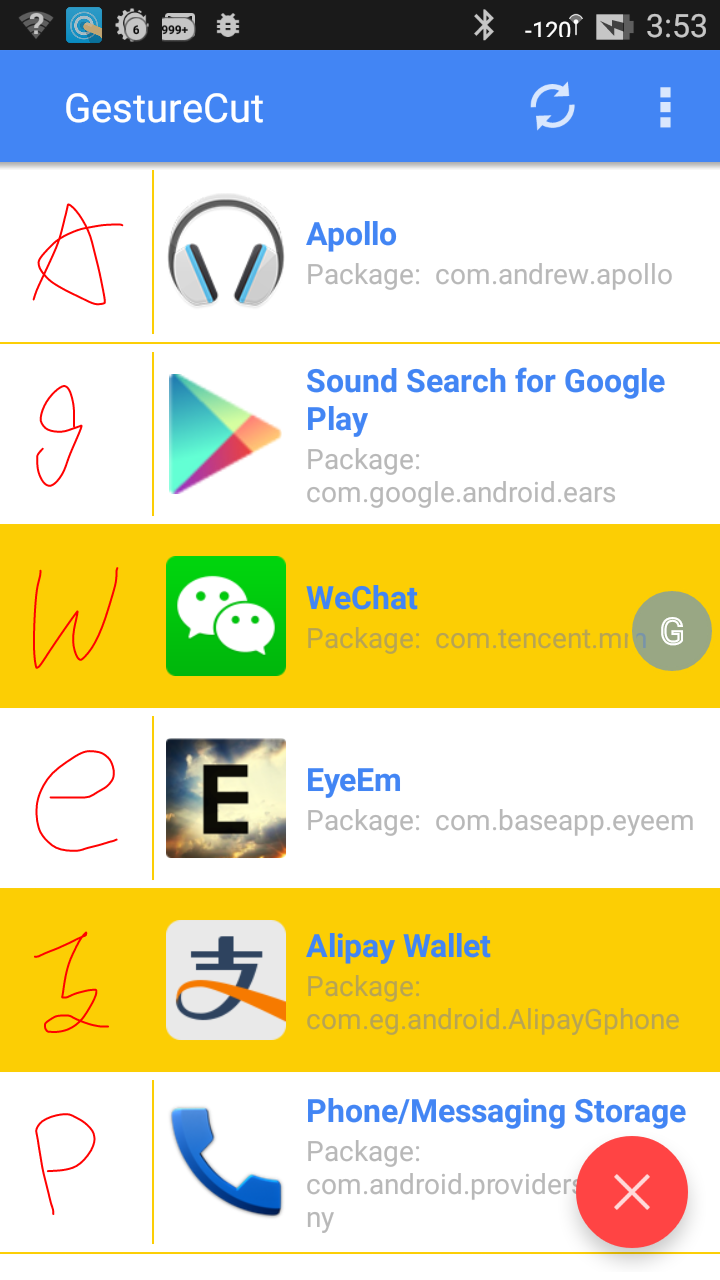 6
999+
-120
3:53
GestureCut
A
Apollo
Package: com.andrew.apollo
g
Sound Search for Google
Play
Package:
com.google.android.ears
W
WeChat
Package: com.tencent.mm
G
e
E
EyeEm
Package: com.baseapp.eyeem
支
Alipay Wallet
Package:
com.eg.android.AlipayGphone
P
Phone/Messaging Storage
Package:
com.android.providers
ny